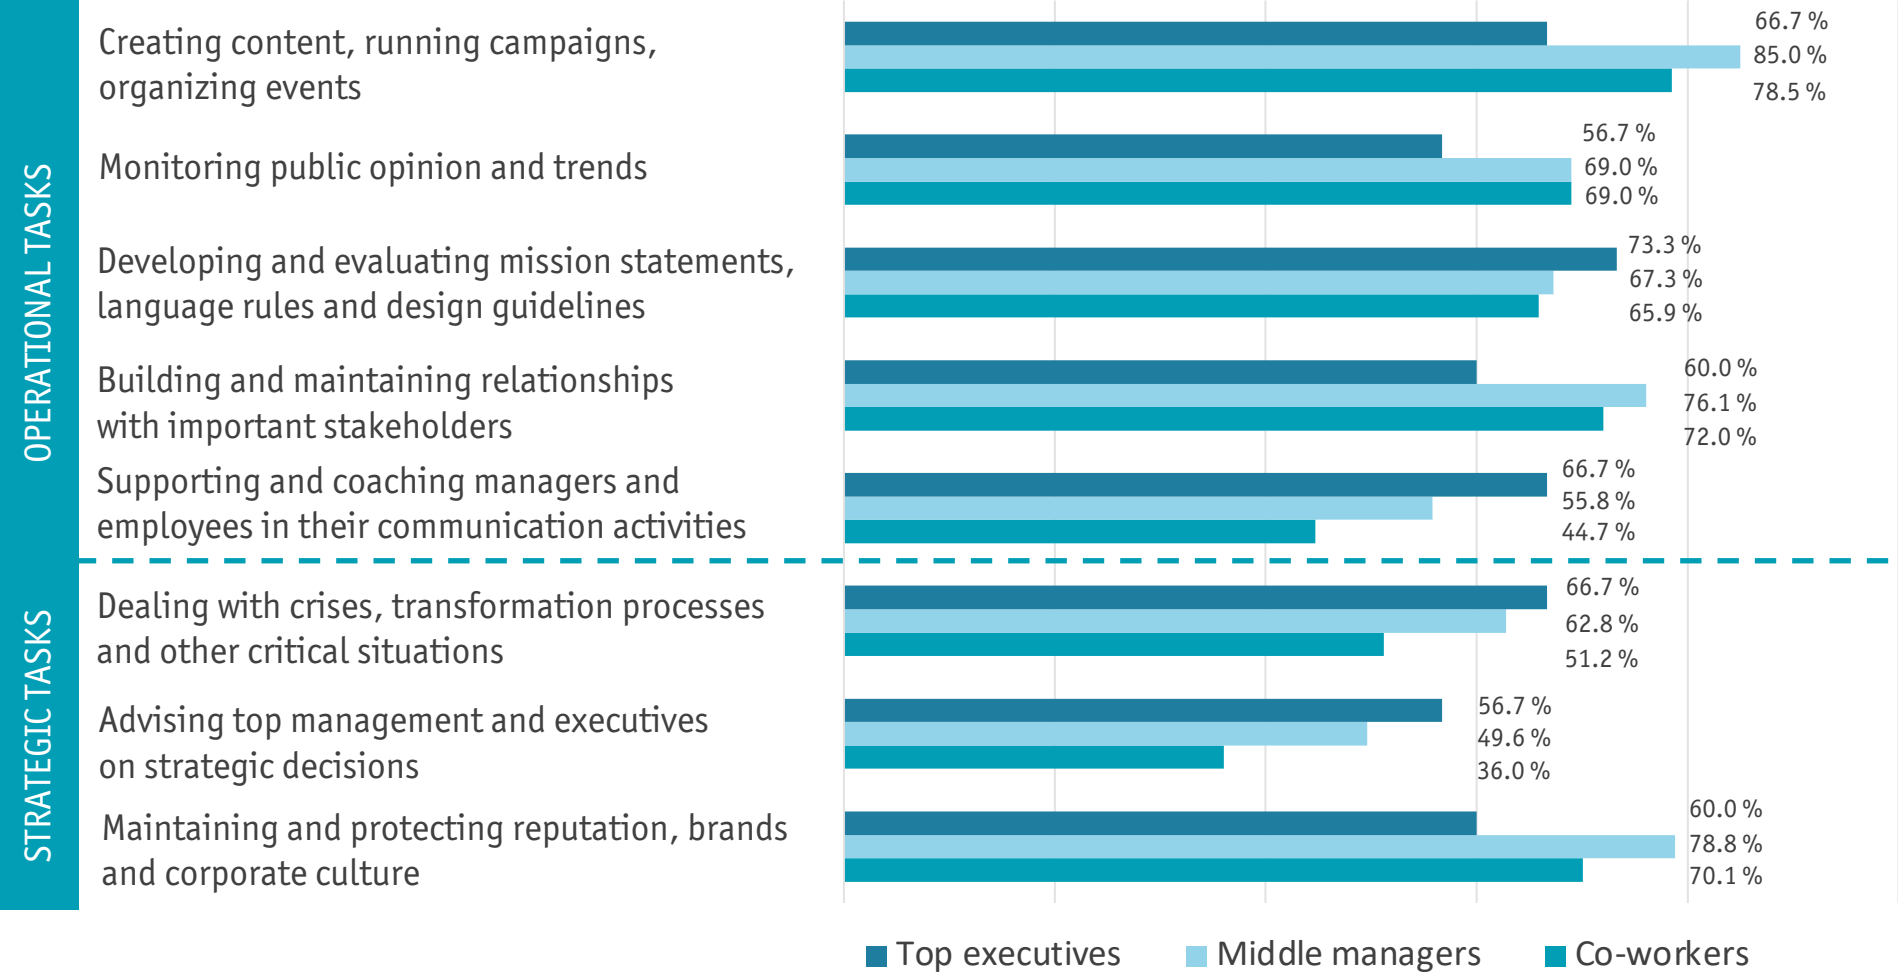 OPERATIONAL TASKS
Creating content, running campaigns,
organizing events
66.7 %
85.0 %
78.5 %
Monitoring public opinion and trends
56.7 %
69.0 %
69.0 %
Developing and evaluating mission statements,
language rules and design guidelines
73.3 %
67.3 %
65.9 %
Building and maintaining relationships
with important stakeholders
60.0 %
76.1 %
72.0 %
Supporting and coaching managers and
employees in their communication activities
66.7 %
55.8 %
44.7 %
STRATEGIC TASKS
Dealing with crises, transformation processes
and other critical situations
66.7 %
62.8 %
51.2 %
Advising top management and executives
on strategic decisions
56.7 %
49.6 %
36.0 %
Maintaining and protecting reputation, brands
and corporate culture
60.0 %
78.8 %
70.1 %
Top executives
Middle managers
Co-workers